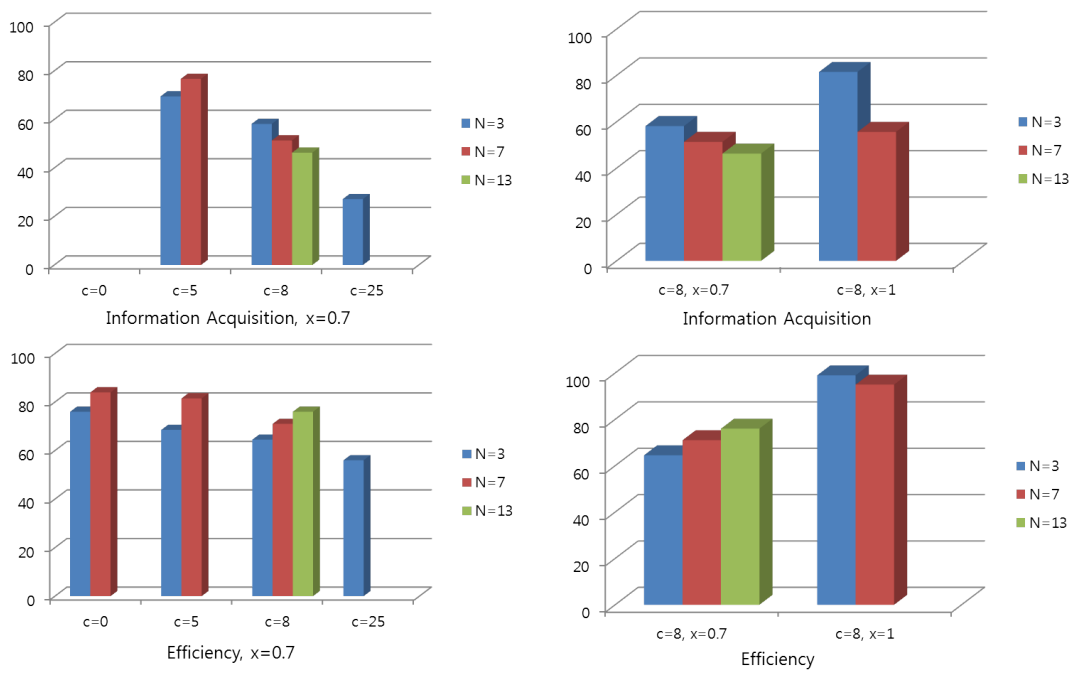 100
80
60
40
20
0
c=0 c=5 c=8 c=25
N=3
N=7
N=13
Information Acquisition, x=0.7
100
80
60
40
20
0
c=8, x=0.7 c=8, x=1
N=3
N=7
N=13
Information Acquisition
100
80
60
40
20
0
c=0 c=5 c=8 c=25
N=3
N=7
N=13
Efficiency, x=0.7
100
80
60
40
20
0
c=8, x=0.7 c=8, x=1
N=3
N=7
N=13
Efficiency